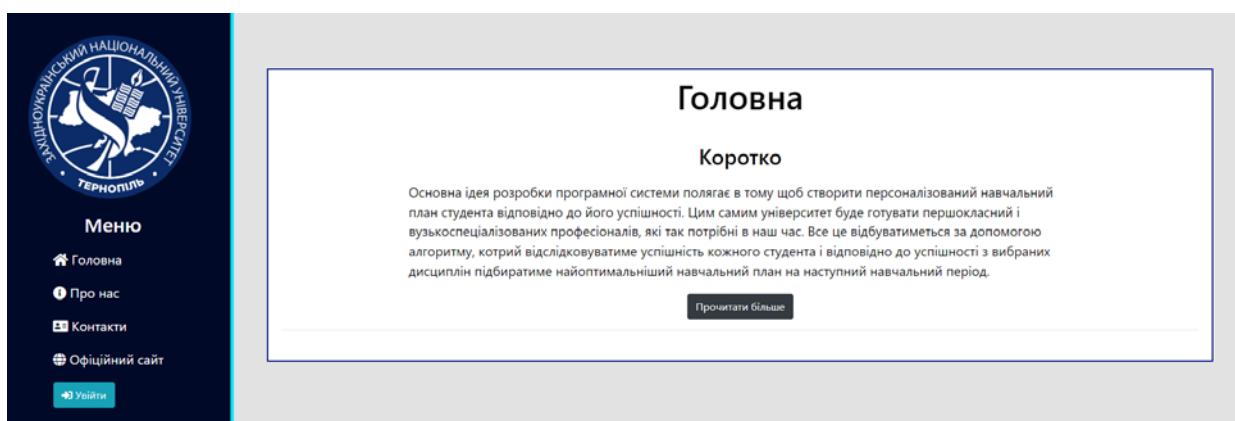 ЗАХІДНОУКРАЇНСЬКИЙ НАЦІОНАЛЬНИЙ УНІВЕРСИТЕТ
ТЕРНОПІЛЬ
Меню
Головна
Про нас
Контакти
Офіційний сайт
Увійти
Головна
Коротко
Основна ідея розробки програмної системи полягає в тому щоб створити персоналізований навчальний
план студента відповідно до його успішності. Цим самим університет буде готувати першокласний і
вузькоспеціалізованих професіоналів, які так потрібні в наш час. Все це відбуватиметься за допомогою
алгоритму, котрий відслідковуватиме успішність кожного студента і відповідно до успішності з вибраних
дисциплін підбиратиме найоптимальніший навчальний план на наступний навчальний період.
Прочитати більше